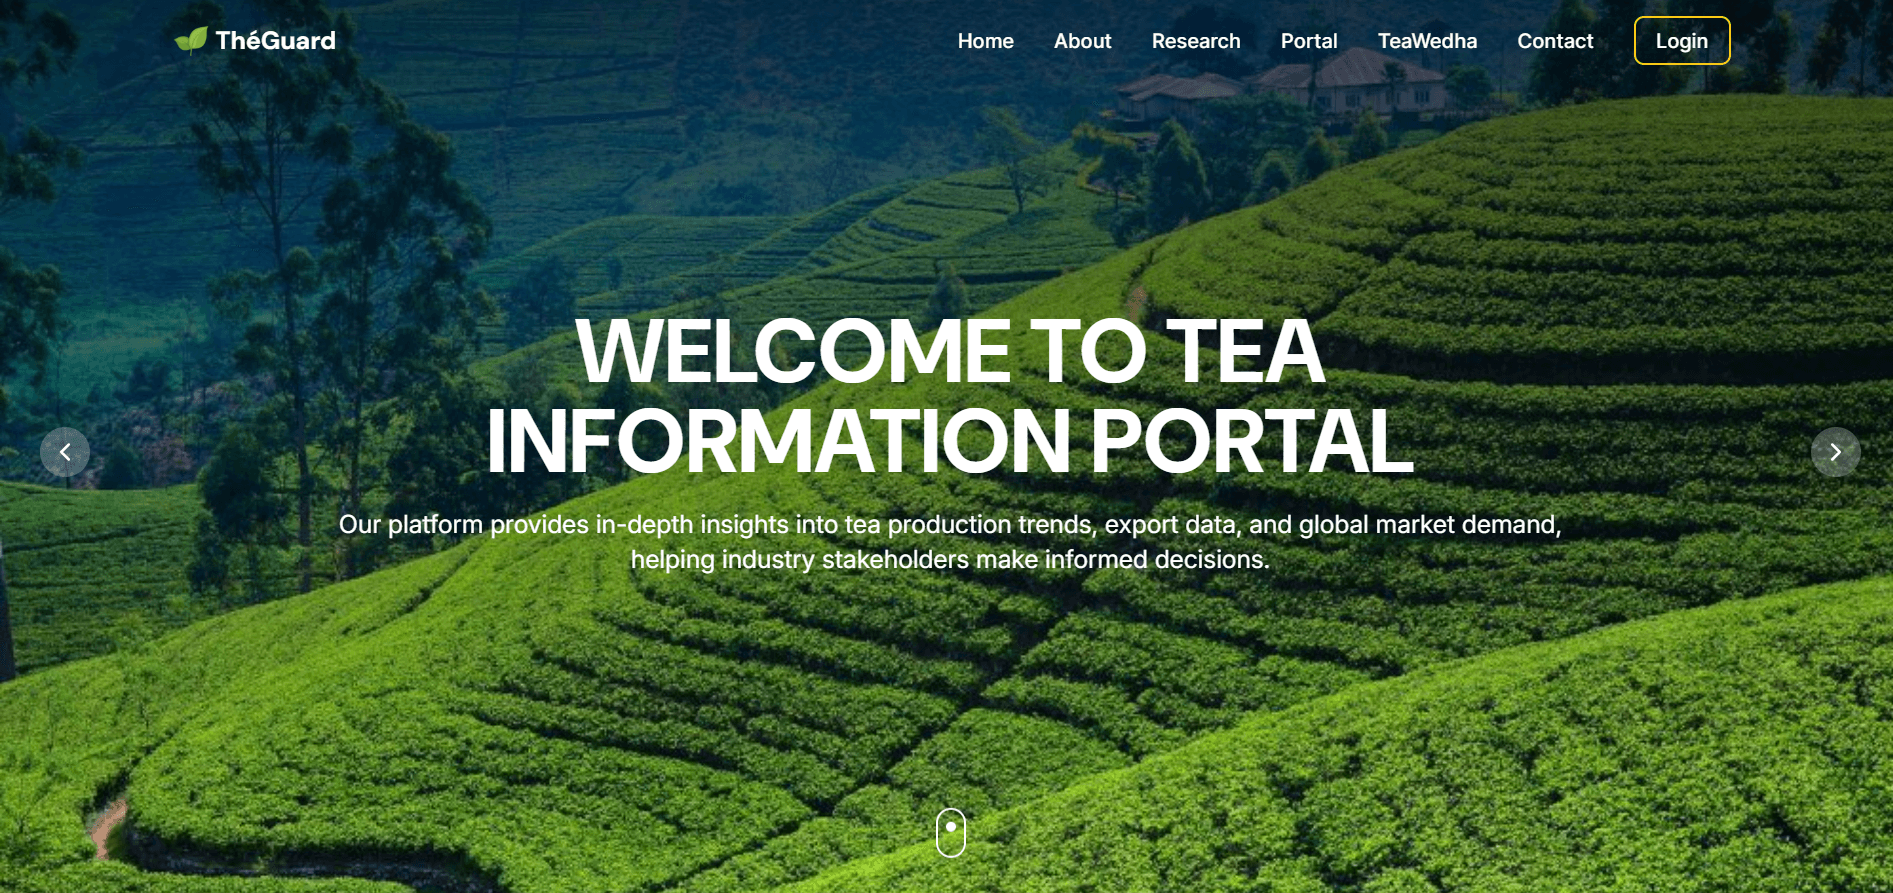 ThéGuard
Home About Research Portal TeaWedha Contact Login
WELCOME TO TEA
INFORMATION PORTAL
Our platform provides in-depth insights into tea production trends, export data, and global market demand,
helping industry stakeholders make informed decisions.